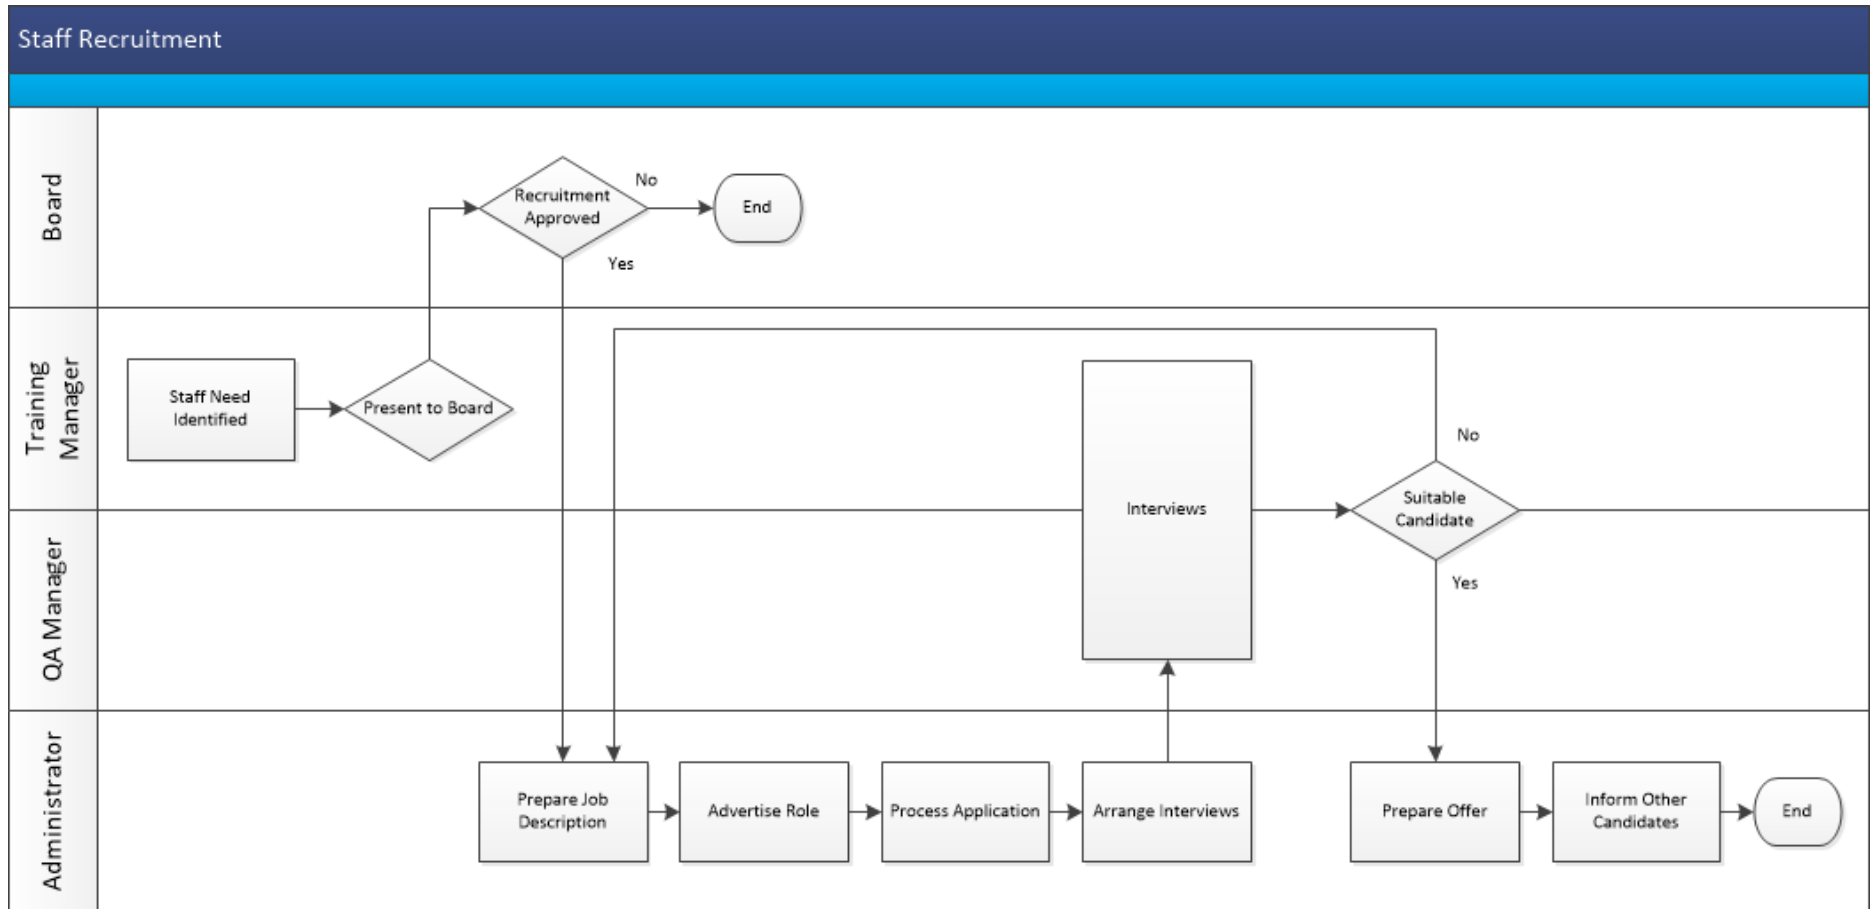 Staff Recruitment
Board
Recruitment
Approved
No
End
Yes
Training
Manager
Staff Need
Identified
Present to Board
Interviews
No
Suitable
Candidate
Yes
QA Manager
Administrator
Prepare Job
Description
Advertise Role
Process Application
Arrange Interviews
Prepare Offer
Inform Other
Candidates
End